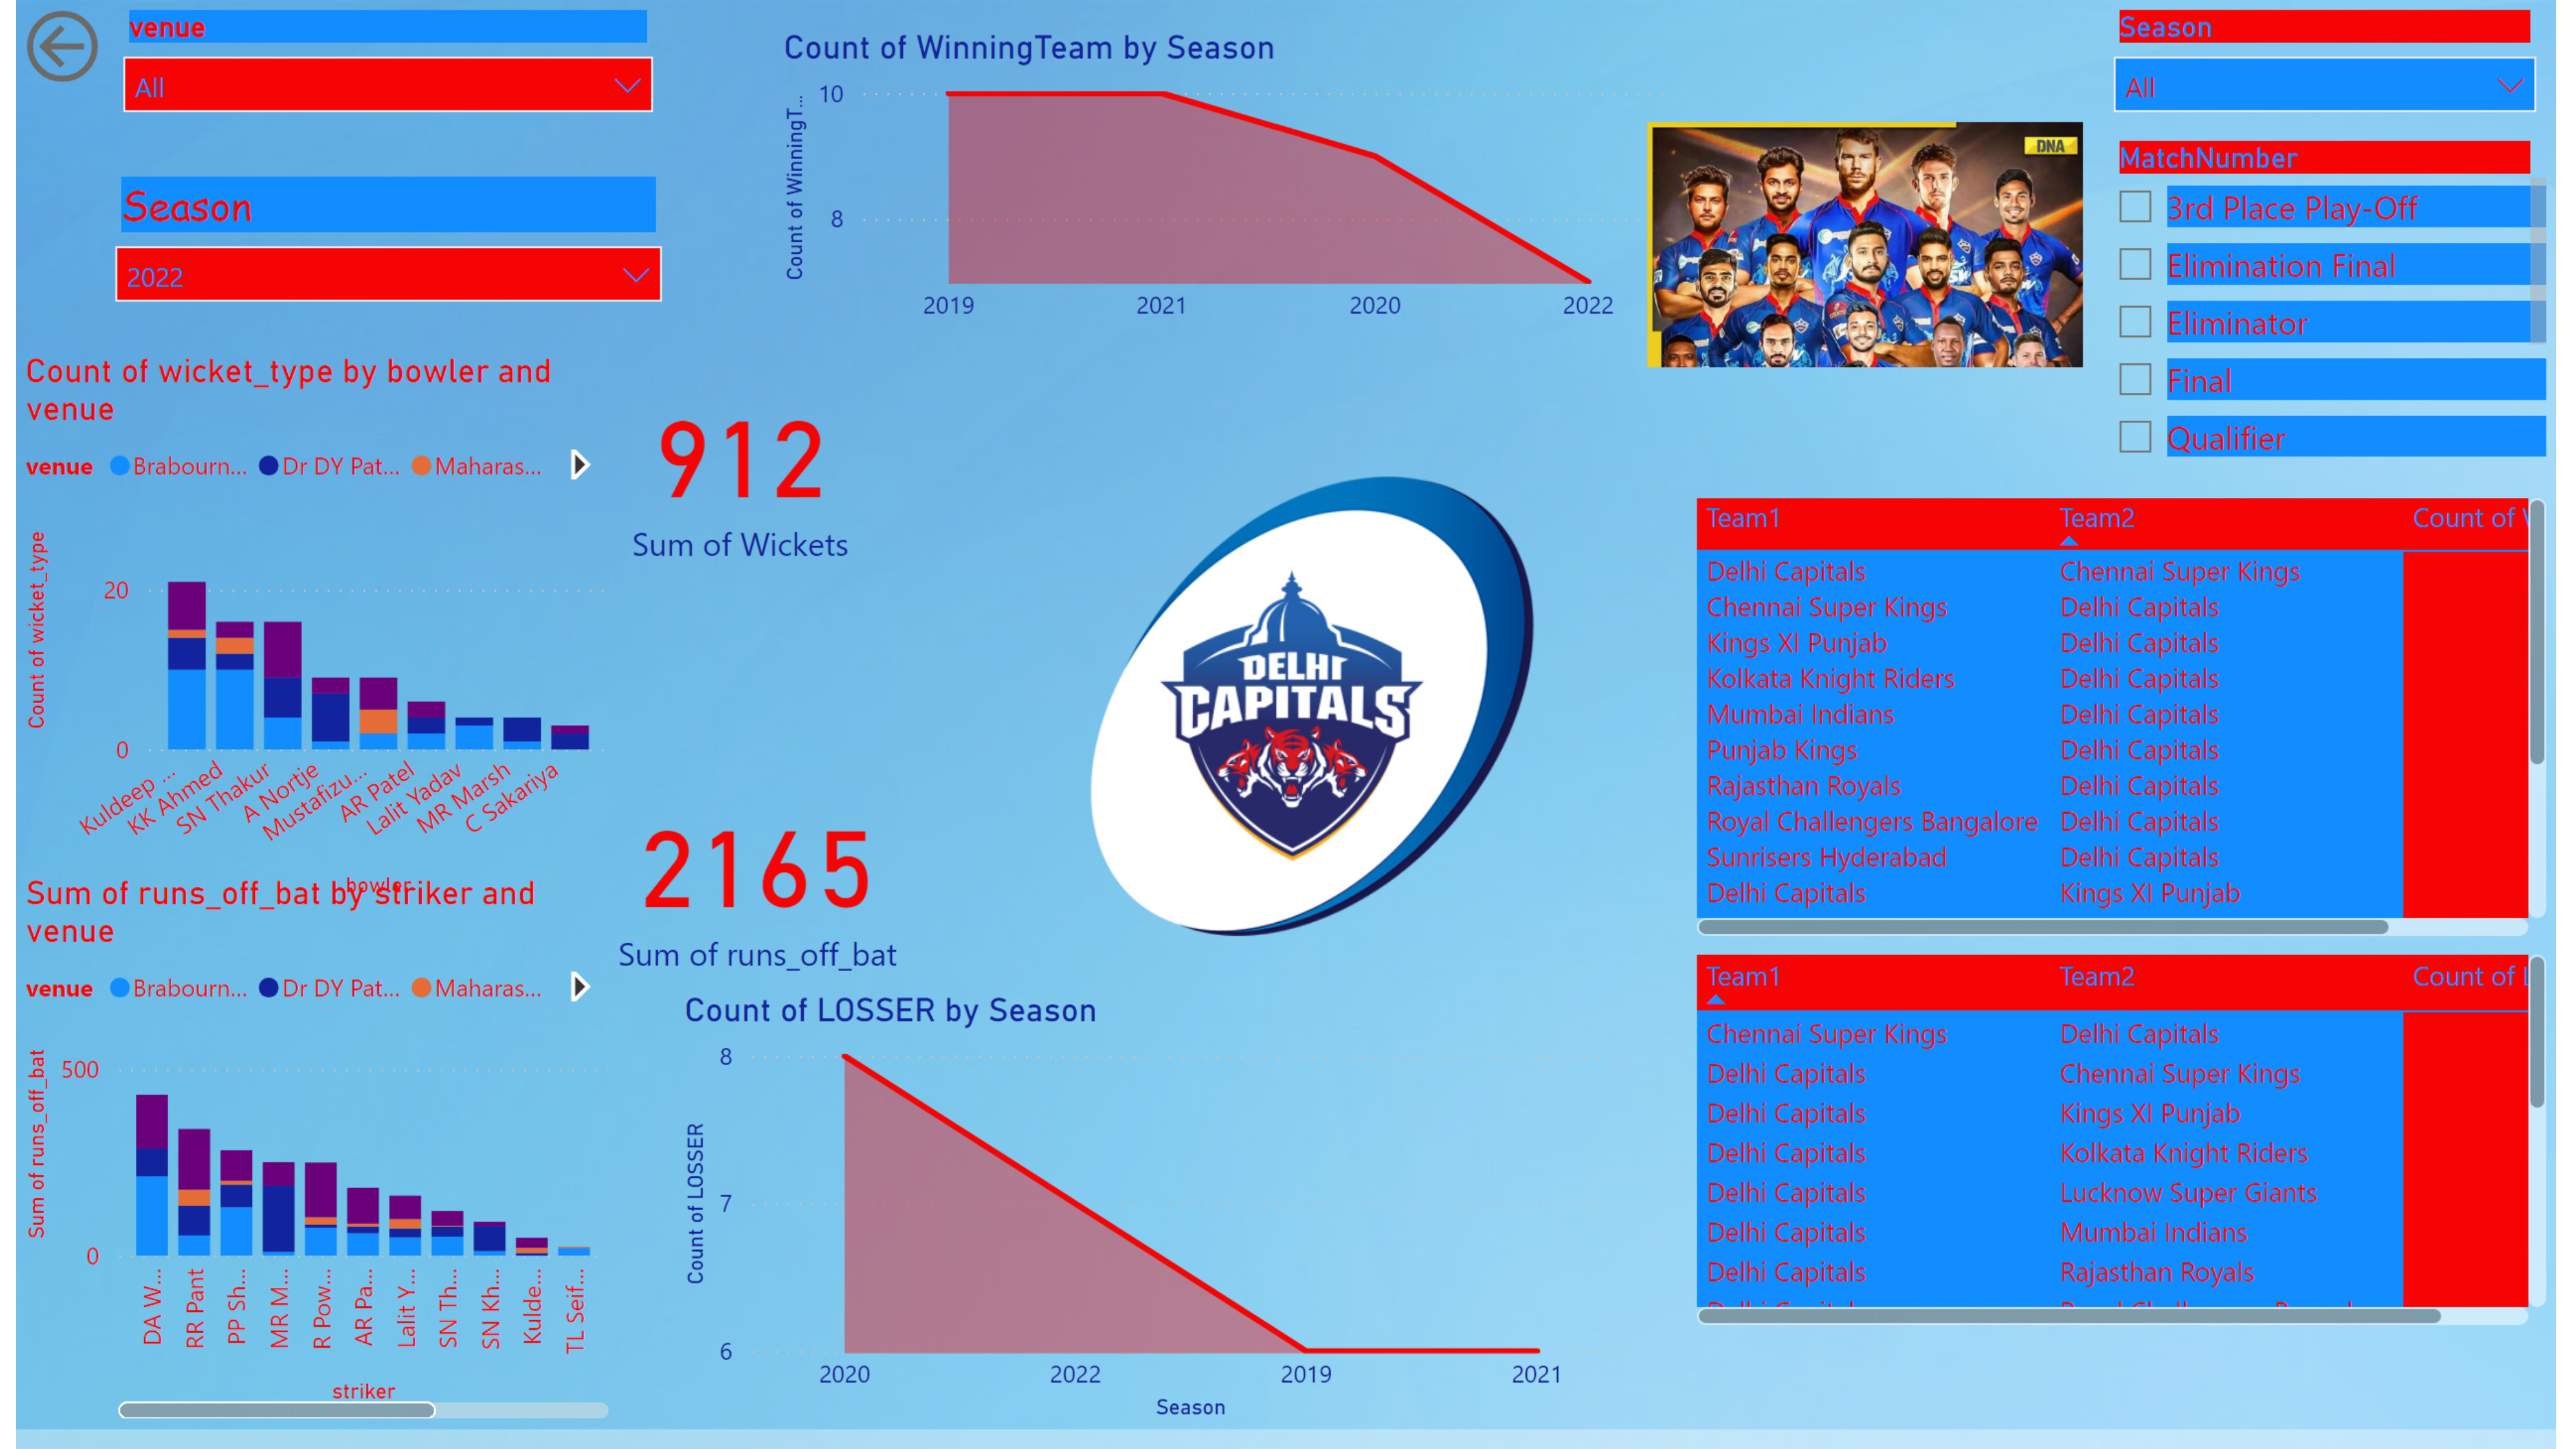 venue
All
Season
2022
Count of WinningTeam by Season
Count of WinningT...
10
8
2019
2021
2020
2022
DNA
Season
All
MatchNumber
3rd Place Play-Off
Elimination Final
Eliminator
Final
Qualifier
Count of wicket_type by bowler and
venue
venue Brabourn... Dr DY Pat... Maharas...
Count of wicket_type
20
0
Kuldeep ...
KK Ahmed
SN Thakur
A Nortje
Mustafizu...
AR Patel
Lalit Yadav
MR Marsh
C Sakariya
bowler
912
Sum of Wickets
2165
Sum of runs_off_bat
DELHI
CAPITALS
Sum of runs_off_bat by striker and
venue
venue Brabourn... Dr DY Pat... Maharas...
Sum of runs_off_bat
500
0
DA W...
RR Pant
PP Sh...
MR M...
R Pow...
AR Pa...
Lalit Y...
SN Th...
SN Kh...
Kulde...
TL Seif...
striker
Count of LOSSER by Season
Count of LOSSER
8
7
6
2020
2022
2019
2021
Season
Team1 Team2 Count of
Delhi Capitals Chennai Super Kings
Chennai Super Kings Delhi Capitals
Kings XI Punjab Delhi Capitals
Kolkata Knight Riders Delhi Capitals
Mumbai Indians Delhi Capitals
Punjab Kings Delhi Capitals
Rajasthan Royals Delhi Capitals
Royal Challengers Bangalore Delhi Capitals
Sunrisers Hyderabad Delhi Capitals
Delhi Capitals Kings XI Punjab
Team1 Team2 Count of
Chennai Super Kings Delhi Capitals
Delhi Capitals Chennai Super Kings
Delhi Capitals Kings XI Punjab
Delhi Capitals Kolkata Knight Riders
Delhi Capitals Lucknow Super Giants
Delhi Capitals Mumbai Indians
Delhi Capitals Rajasthan Royals